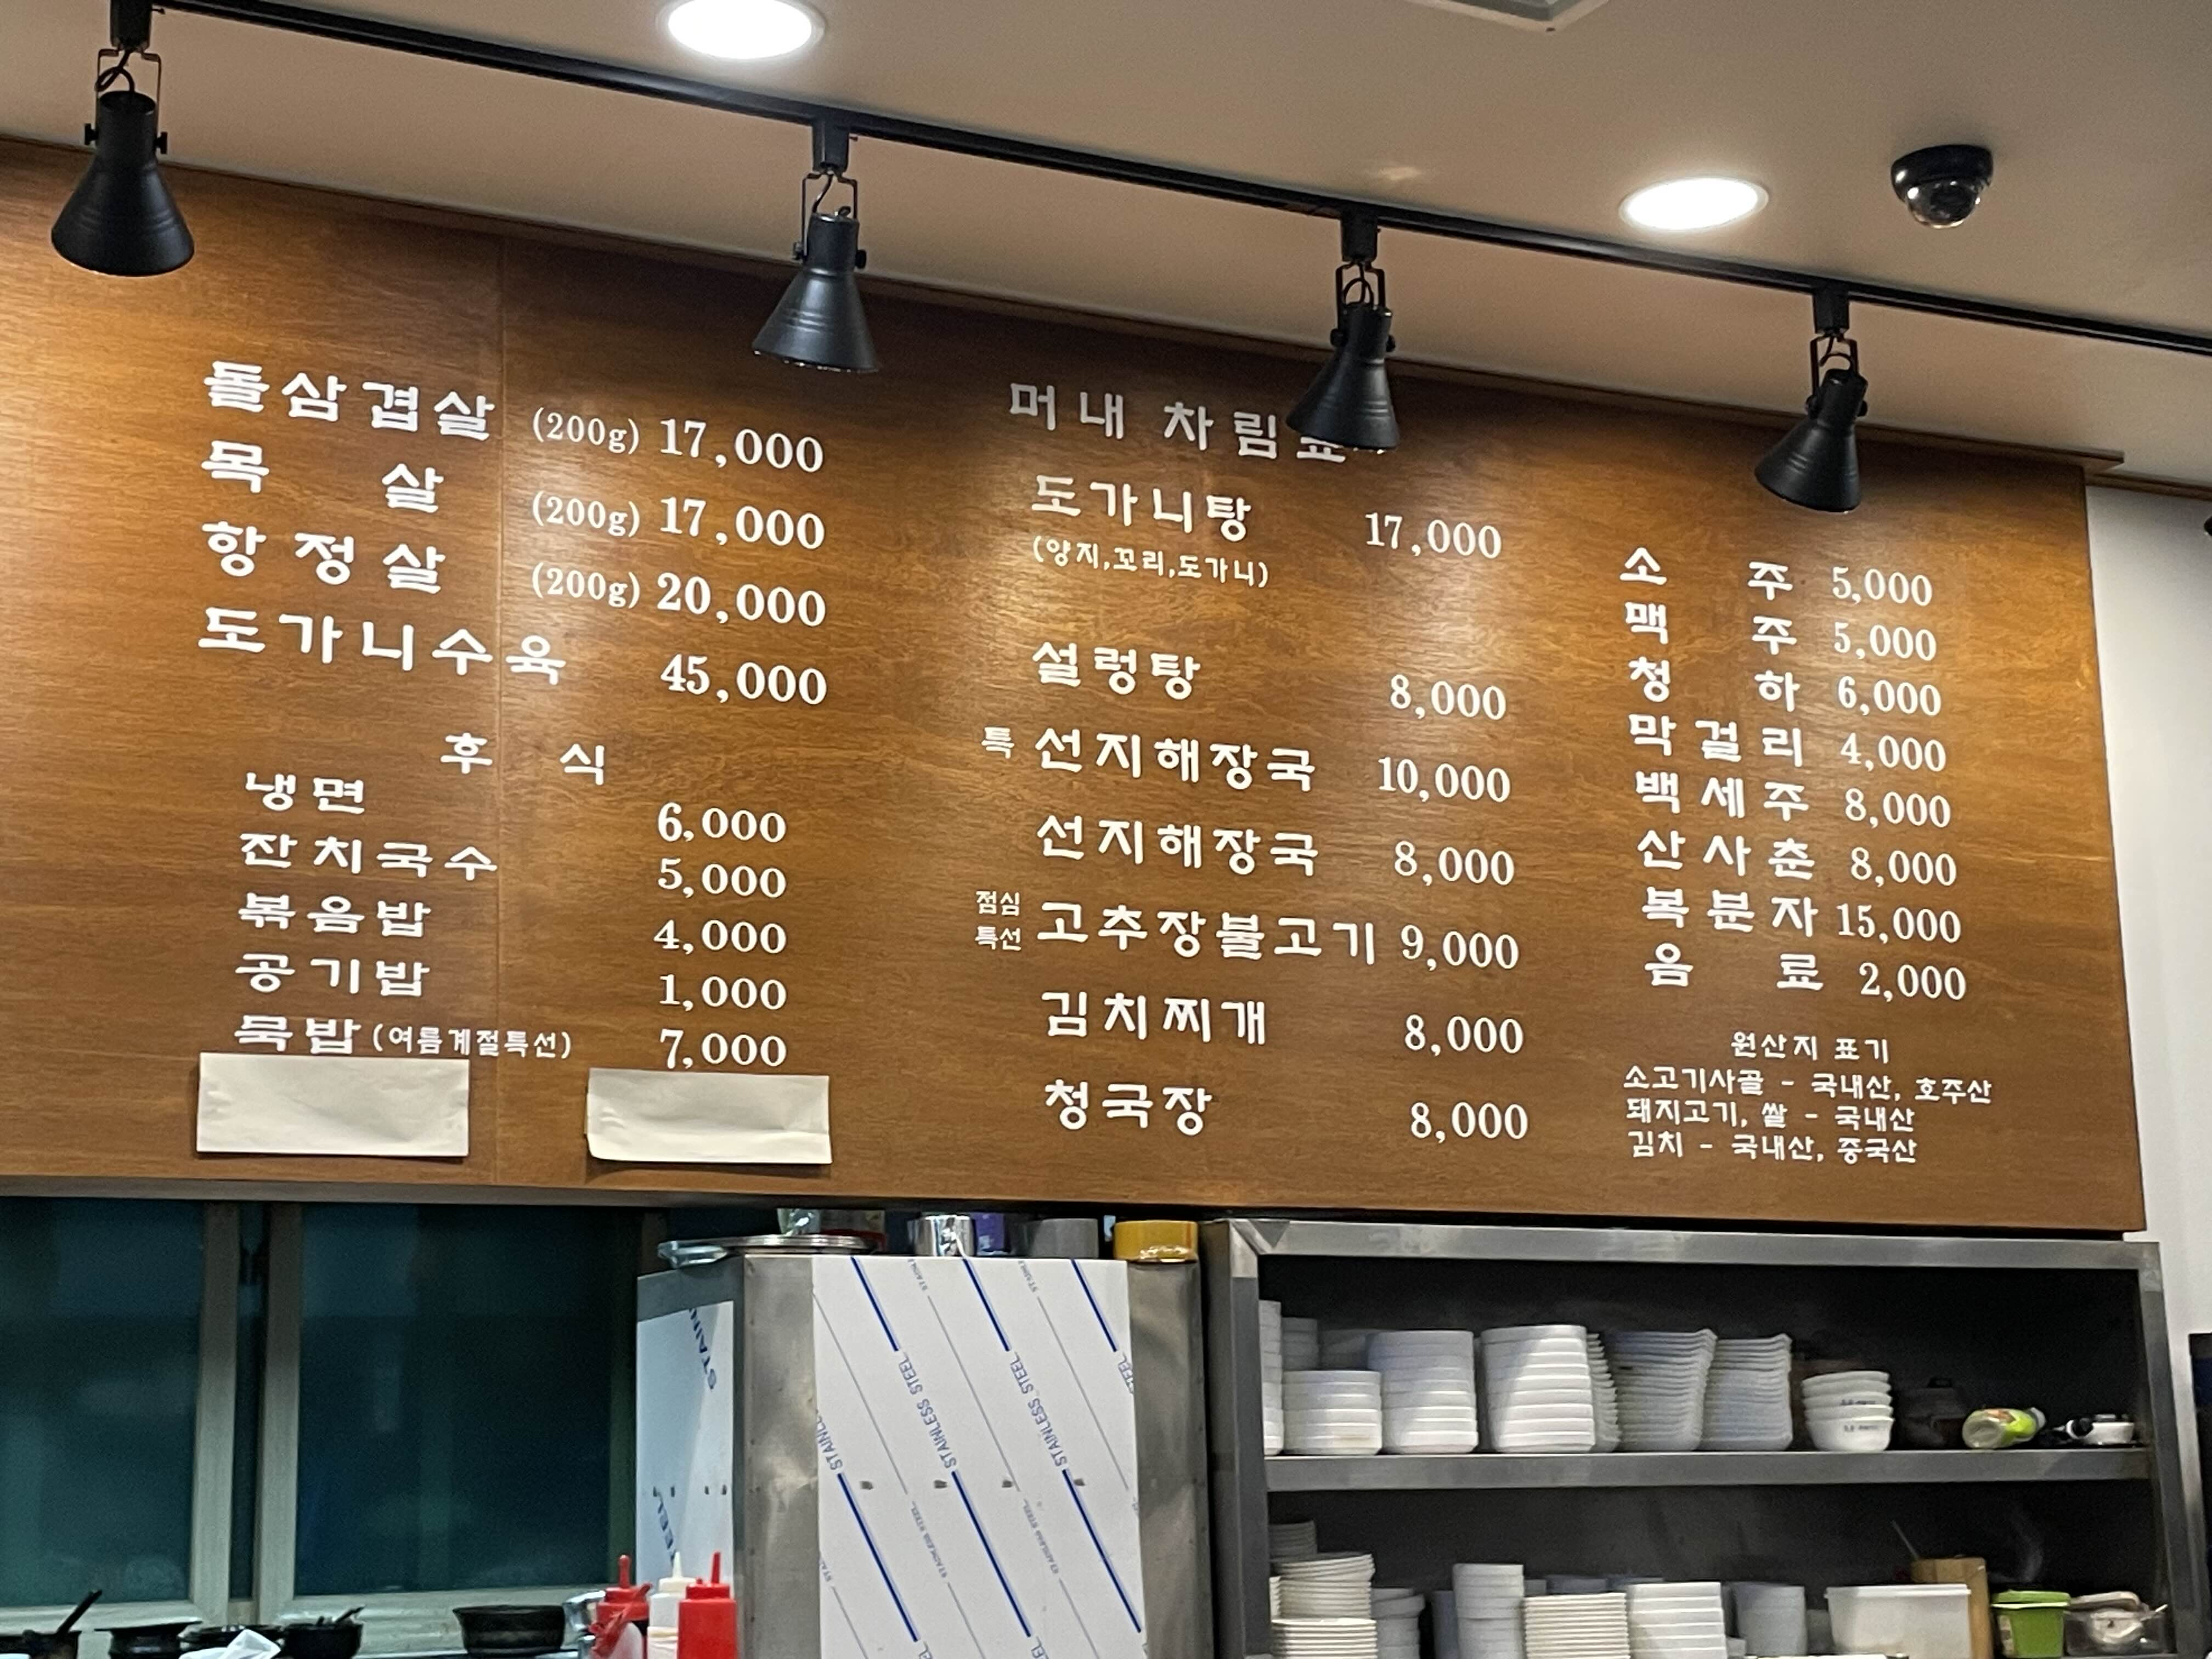 돌삼겹살 (200g) 17,000
목 살 (200g) 17,000
항정살 (200g) 20,000
도가니수육 45,000
후 식
냉면 6,000
잔치국수 5,000
볶음밥 4,000
공기밥 1,000
묵밥 (여름계절특선) 7,000
머내 차림표
도가니탕 17,000
(양지,꼬리,도가니)
설렁탕 8,000
특 선지해장국 10,000
선지해장국 8,000
점심특선 고추장불고기 9,000
김치찌개 8,000
청국장 8,000
소 주 5,000
맥 주 5,000
청 하 6,000
막걸리 4,000
백세주 8,000
산사춘 8,000
복분자 15,000
음 료 2,000
원산지 표기
소고기사골 - 국내산, 호주산
돼지고기, 쌀 - 국내산
김치 - 국내산, 중국산
STAINLESS STEEL
STAINLESS STEEL
STAINLESS STEEL